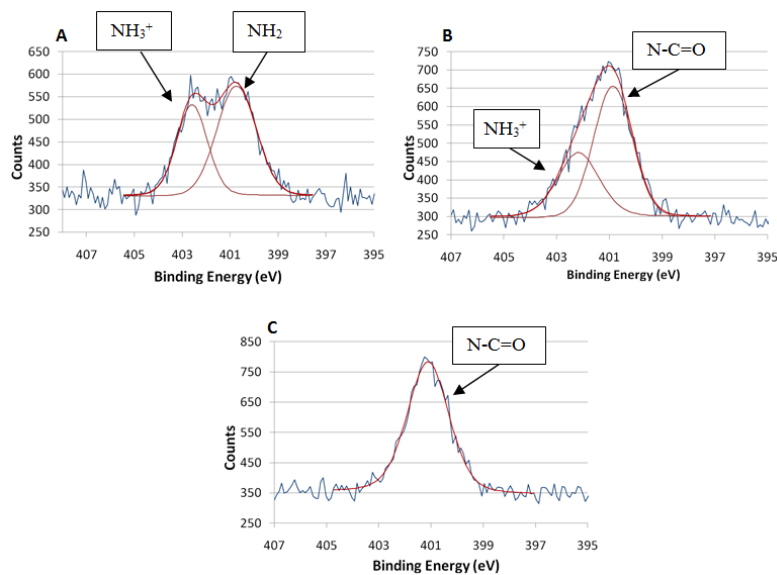 A
NH₃⁺
NH₂
650
600
550
500
450
400
350
300
250
Counts
407 405 403 401 399 397 395
Binding Energy (eV)
B
N-C=O
NH₃⁺
750
700
650
600
550
500
450
400
350
300
250
Counts
407 405 403 401 399 397 395
Binding Energy (eV)
C
N-C=O
850
750
650
550
450
350
250
Counts
407 405 403 401 399 397 395
Binding Energy (eV)